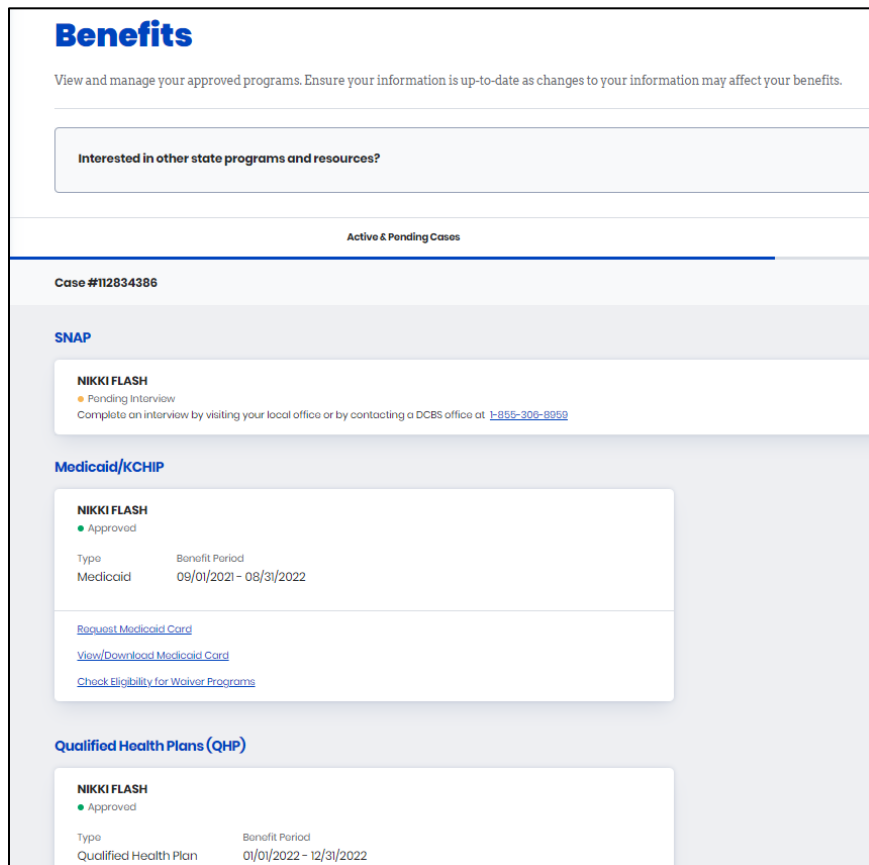 Benefits
View and manage your approved programs. Ensure your information is up-to-date as changes to your information may affect your benefits.
Interested in other state programs and resources?
Active & Pending Cases
Case #112834386
SNAP
NIKKI FLASH
Pending Interview
Complete an interview by visiting your local office or by contacting a DCBS office at 1-855-306-8959
Medicaid/KCHIP
NIKKI FLASH
Approved
Type Benefit Period
Medicaid 09/01/2021 - 08/31/2022
Request Medicaid Card
View/Download Medicaid Card
Check Eligibility for Waiver Programs
Qualified Health Plans (QHP)
NIKKI FLASH
Approved
Type Benefit Period
Qualified Health Plan 01/01/2022 - 12/31/2022